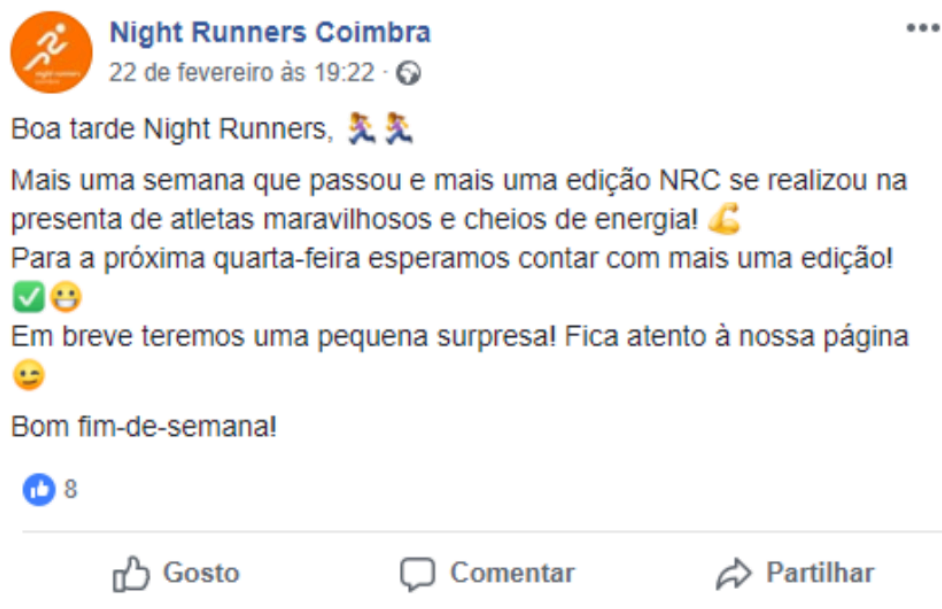 Night Runners Coimbra
22 de fevereiro às 19:22 ·
Boa tarde Night Runners, 🏃‍♀️🏃‍♀️
Mais uma semana que passou e mais uma edição NRC se realizou na
presenta de atletas maravilhosos e cheios de energia! 💪
Para a próxima quarta-feira esperamos contar com mais uma edição!
✅😀
Em breve teremos uma pequena surpresa! Fica atento à nossa página
😉
Bom fim-de-semana!
8
Gosto Comentar Partilhar